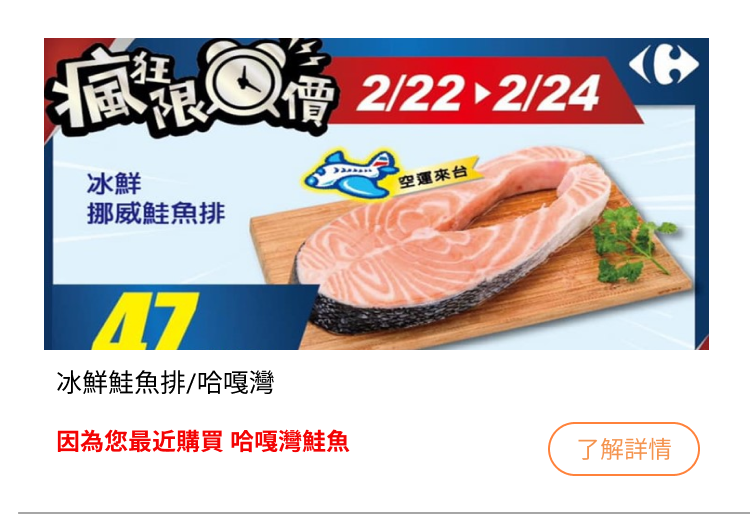 瘋狂限時價
2/22▸2/24
空運來台
冰鮮
挪威鮭魚排
47
冰鮮鮭魚排/哈嘎灣
因為您最近購買 哈嘎灣鮭魚
了解詳情